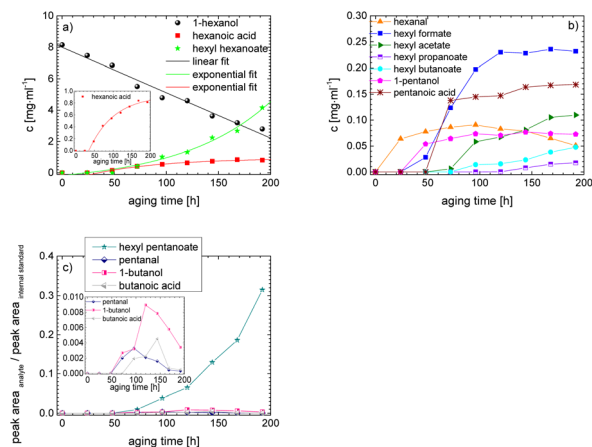 a)
1-hexanol
hexanoic acid
hexyl hexanoate
linear fit
exponential fit
exponential fit
c [mg·ml⁻¹]
10
8
6
4
2
0
hexanoic acid
1.0
0.8
0.6
0.4
0.2
0.0
0 50 100 150 200
aging time [h]
0 50 100 150 200
aging time [h]
b)
hexanal
hexyl formate
hexyl acetate
hexyl propanoate
hexyl butanoate
1-pentanol
pentanoic acid
c [mg·ml⁻¹]
0.30
0.25
0.20
0.15
0.10
0.05
0.00
0 50 100 150 200
aging time [h]
c)
hexyl pentanoate
pentanal
1-butanol
butanoic acid
peak area analyte / peak area internal standard
0.4
0.3
0.2
0.1
0.0
pentanal
1-butanol
butanoic acid
0.010
0.008
0.006
0.004
0.002
0.000
0 50 100 150 200
aging time [h]
0 50 100 150 200
aging time [h]